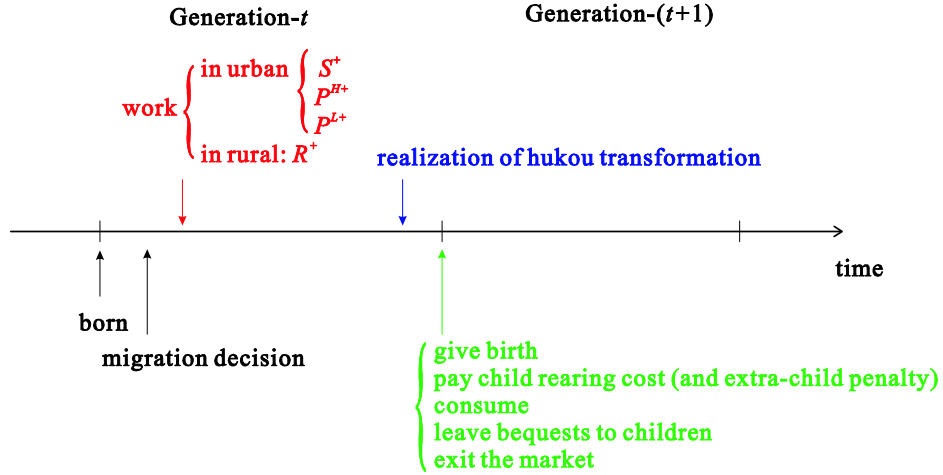 Generation-t
Generation-(t+1)
work
in urban
S⁺
Pᴴ⁺
Pᴸ⁺
in rural: R⁺
realization of hukou transformation
time
born
migration decision
give birth
pay child rearing cost (and extra-child penalty)
consume
leave bequests to children
exit the market